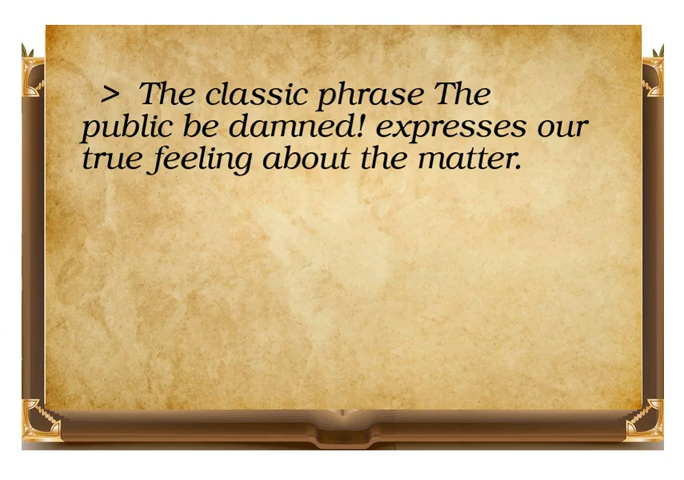 > The classic phrase The
public be damned! expresses our
true feeling about the matter.